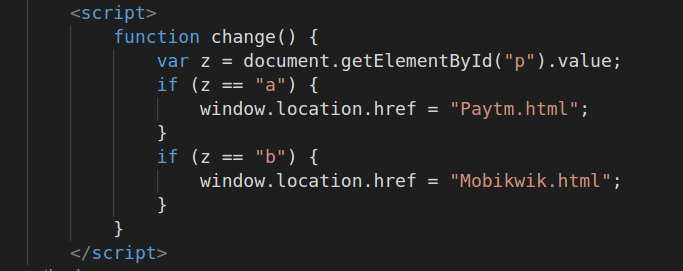 <script>
function change() {
var z = document.getElementById("p").value;
if (z == "a") {
window.location.href = "Paytm.html";
}
if (z == "b") {
window.location.href = "Mobikwik.html";
}
}
</script>